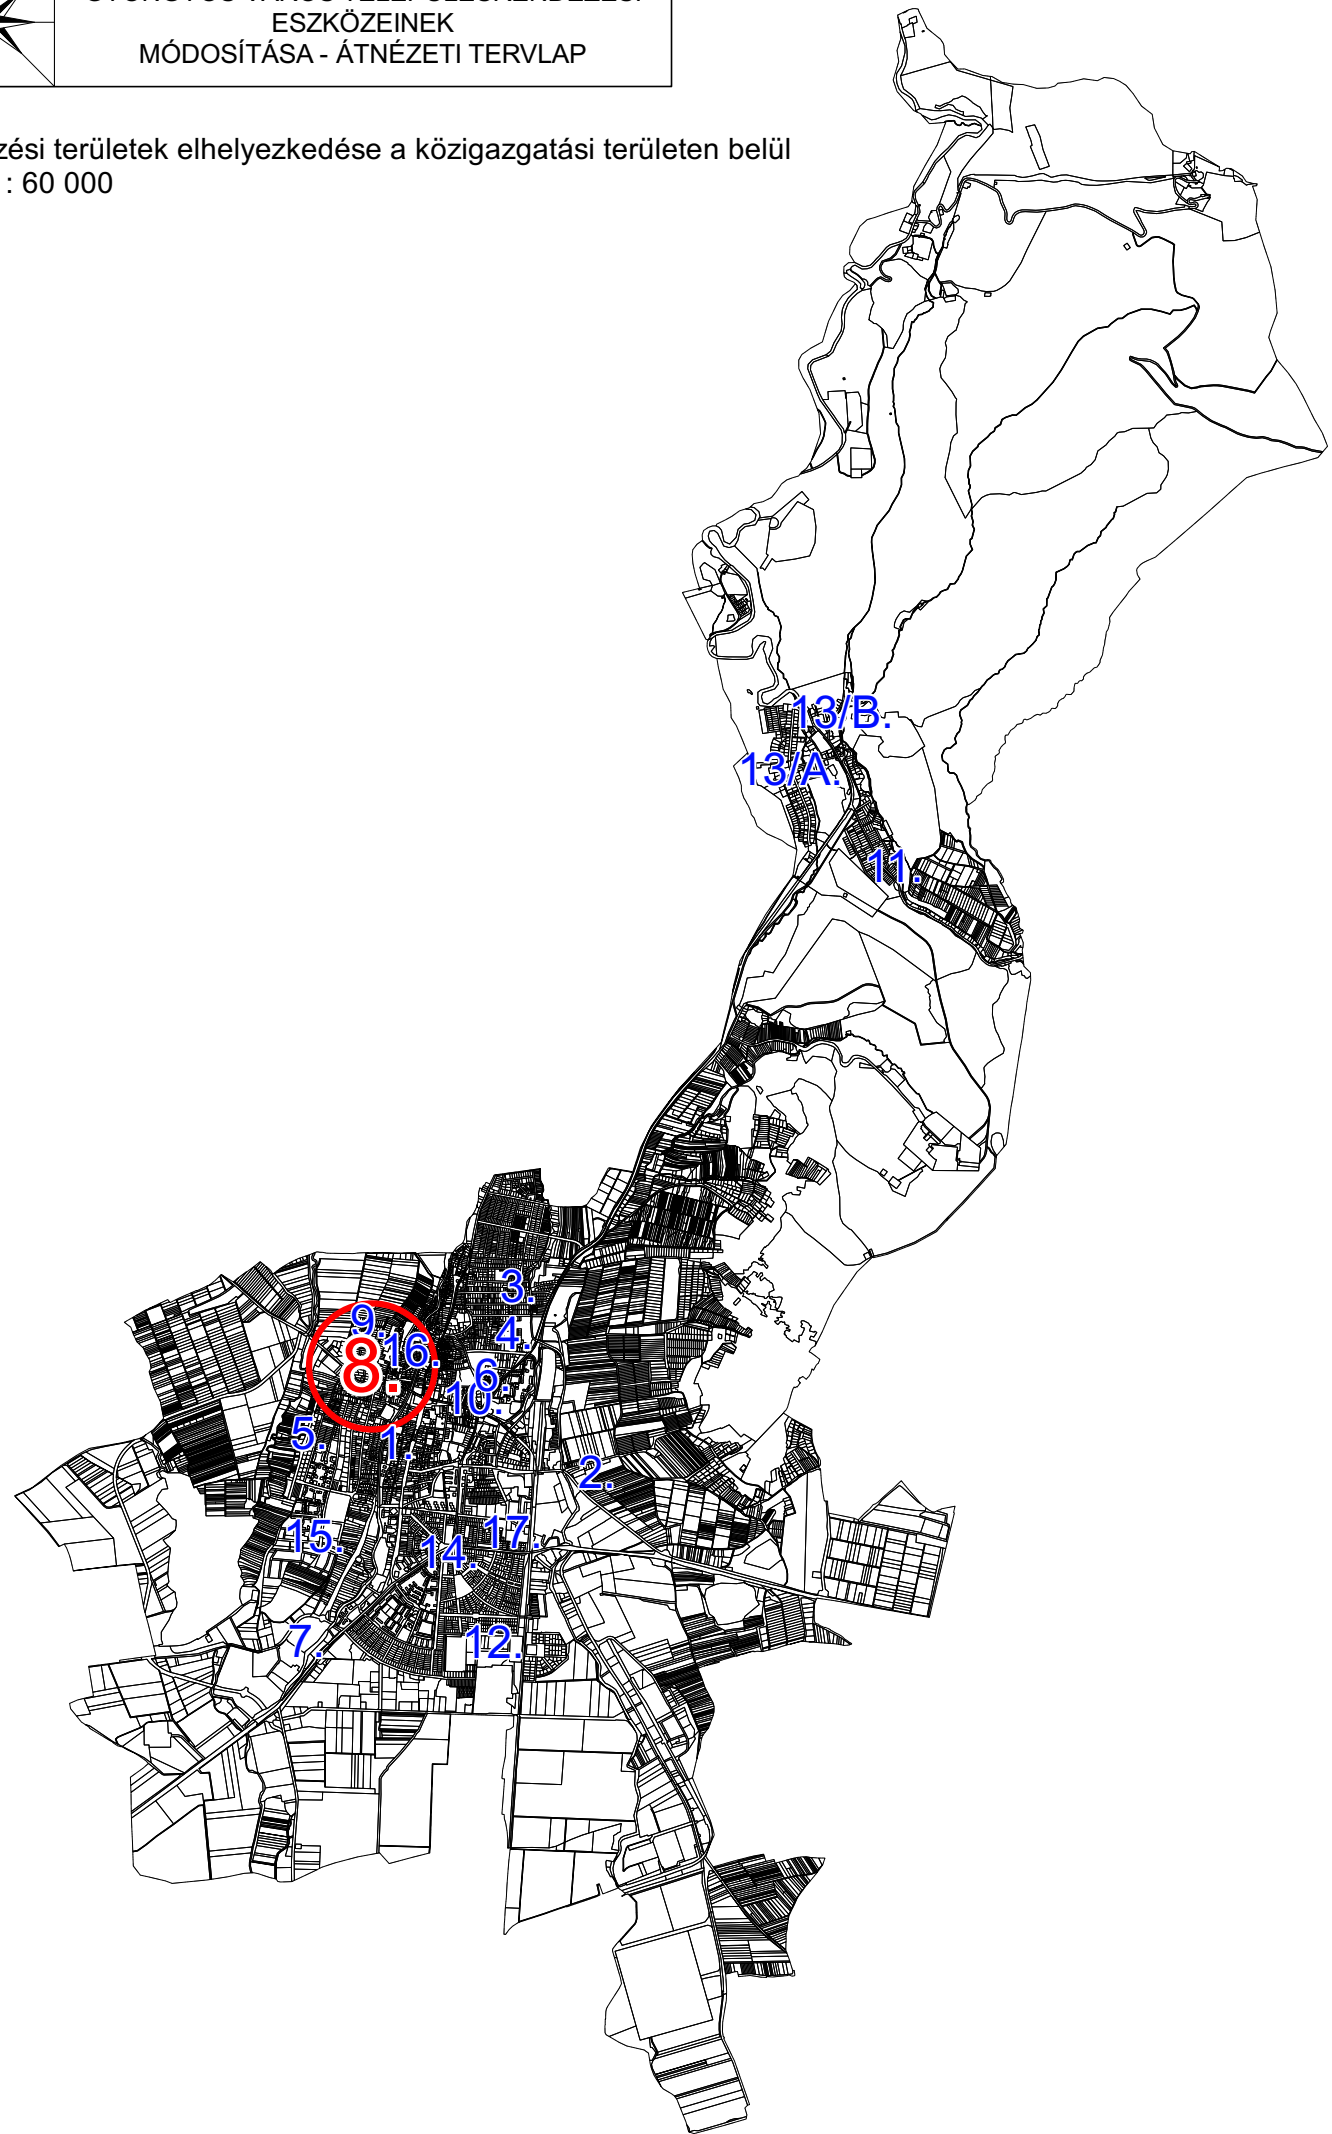 ESZKÖZEINEK
MÓDOSÍTÁSA - ÁTNÉZETI TERVLAP
területek elhelyezkedése a közigazgatási területen belül
: 60 000
13/B.
13/A.
11.
3.
9.
4.
16.
8.
6.
10.
5.
1.
2.
17.
15.
14.
7.
12.